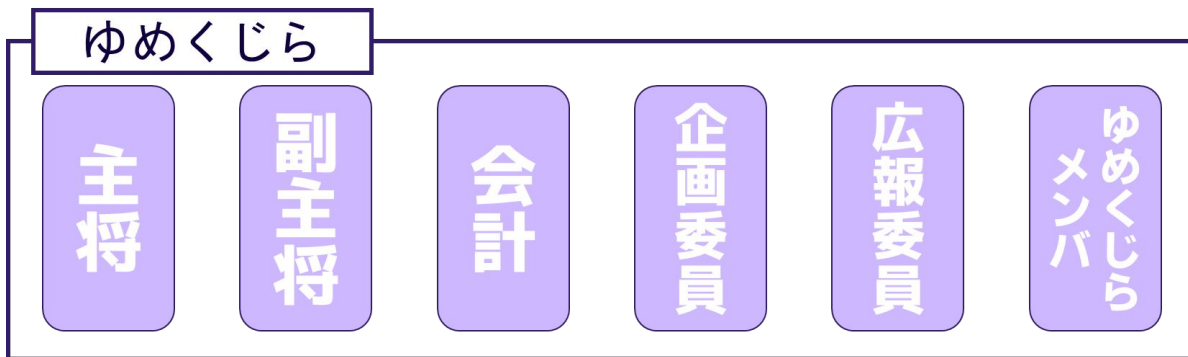 ゆめくじら
主将
副主将
会計
企画委員
広報委員
ゆめくじら
メンバ